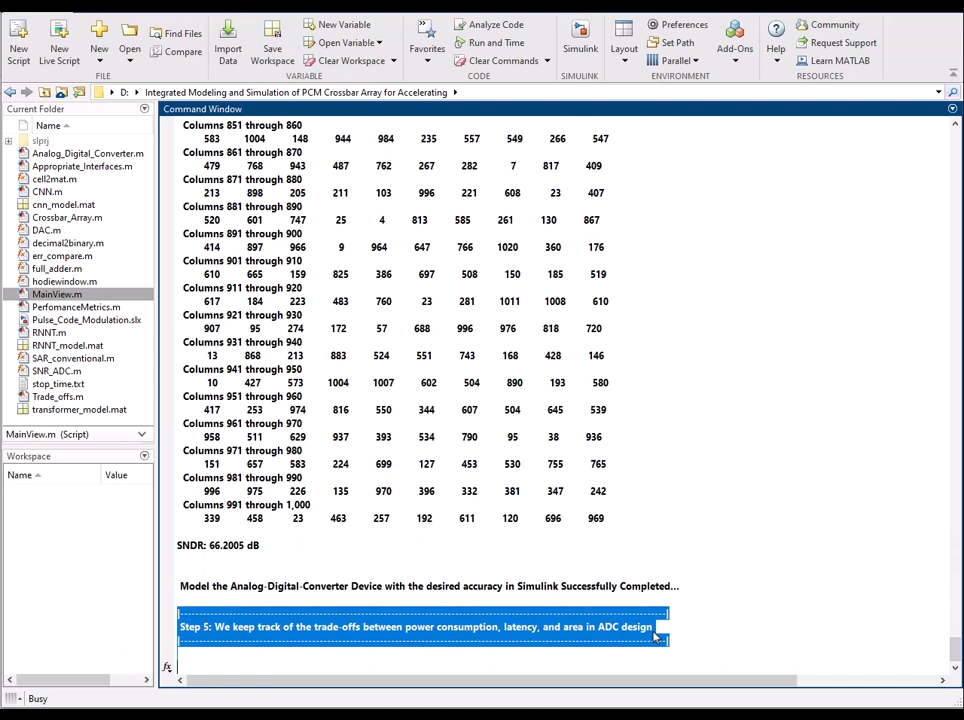 New Script
New Live Script
New
Open
Find Files
Compare
FILE
Import Data
Save Workspace
New Variable
Open Variable
Clear Workspace
VARIABLE
Favorites
Analyze Code
Run and Time
Clear Commands
CODE
Simulink
SIMULINK
Layout
Preferences
Set Path
Parallel
ENVIRONMENT
Add-Ons
Help
Community
Request Support
Learn MATLAB
RESOURCES
D: Integrated Modeling and Simulation of PCM Crossbar Array for Accelerating
Current Folder
Name
slprj
Analog_Digital_Converter.m
Appropriate_Interfaces.m
cell2mat.m
CNN.m
cnn_model.mat
Crossbar_Array.m
DAC.m
decimal2binary.m
err_compare.m
full_adder.m
hodiewindow.m
MainView.m
PerfomanceMetrics.m
Pulse_Code_Modulation.slx
RNNT.m
RNNT_model.mat
SAR_conventional.m
SNR_ADC.m
stop_time.txt
Trade_offs.m
transformer_model.mat
MainView.m (Script)
Workspace
Name Value
Command Window
Columns 851 through 860
583 1004 148 944 984 235 557 549 266 547
Columns 861 through 870
479 768 943 487 762 267 282 7 817 409
Columns 871 through 880
213 898 205 211 103 996 221 608 23 407
Columns 881 through 890
520 601 747 25 4 813 585 261 130 867
Columns 891 through 900
414 897 966 9 964 647 766 1020 360 176
Columns 901 through 910
610 665 159 825 386 697 508 150 185 519
Columns 911 through 920
617 184 223 483 760 23 281 1011 1008 610
Columns 921 through 930
907 95 274 172 57 688 996 976 818 720
Columns 931 through 940
13 868 213 883 524 551 743 168 428 146
Columns 941 through 950
10 427 573 1004 1007 602 504 890 193 580
Columns 951 through 960
417 253 974 816 550 344 607 504 645 539
Columns 961 through 970
958 511 629 937 393 534 790 95 38 936
Columns 971 through 980
151 657 583 224 699 127 453 530 755 765
Columns 981 through 990
996 975 226 135 970 396 332 381 347 242
Columns 991 through 1,000
339 458 23 463 257 192 611 120 696 969
SNDR: 66.2005 dB
Model the Analog-Digital-Converter Device with the desired accuracy in Simulink Successfully Completed...
Step 5: We keep track of the trade-offs between power consumption, latency, and area in ADC design
fx
Busy